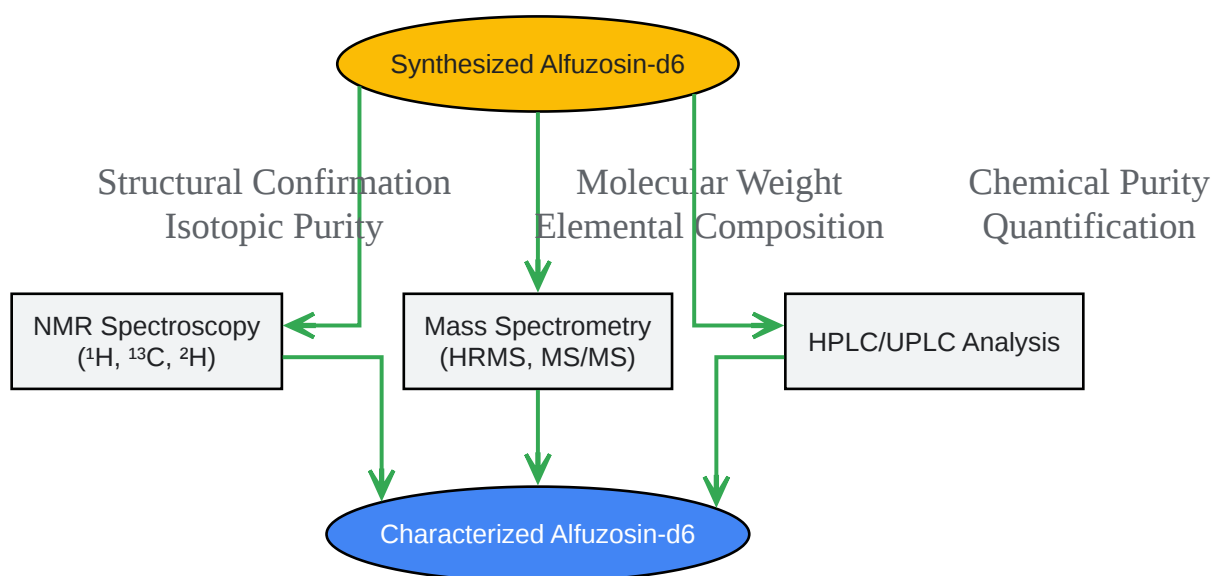 Synthesized Alfuzosin-d6
Structural Confirmation
Isotopic Purity
Molecular Weight
Elemental Composition
Chemical Purity
Quantification
NMR Spectroscopy
(¹H, ¹³C, ²H)
Mass Spectrometry
(HRMS, MS/MS)
HPLC/UPLC Analysis
Characterized Alfuzosin-d6